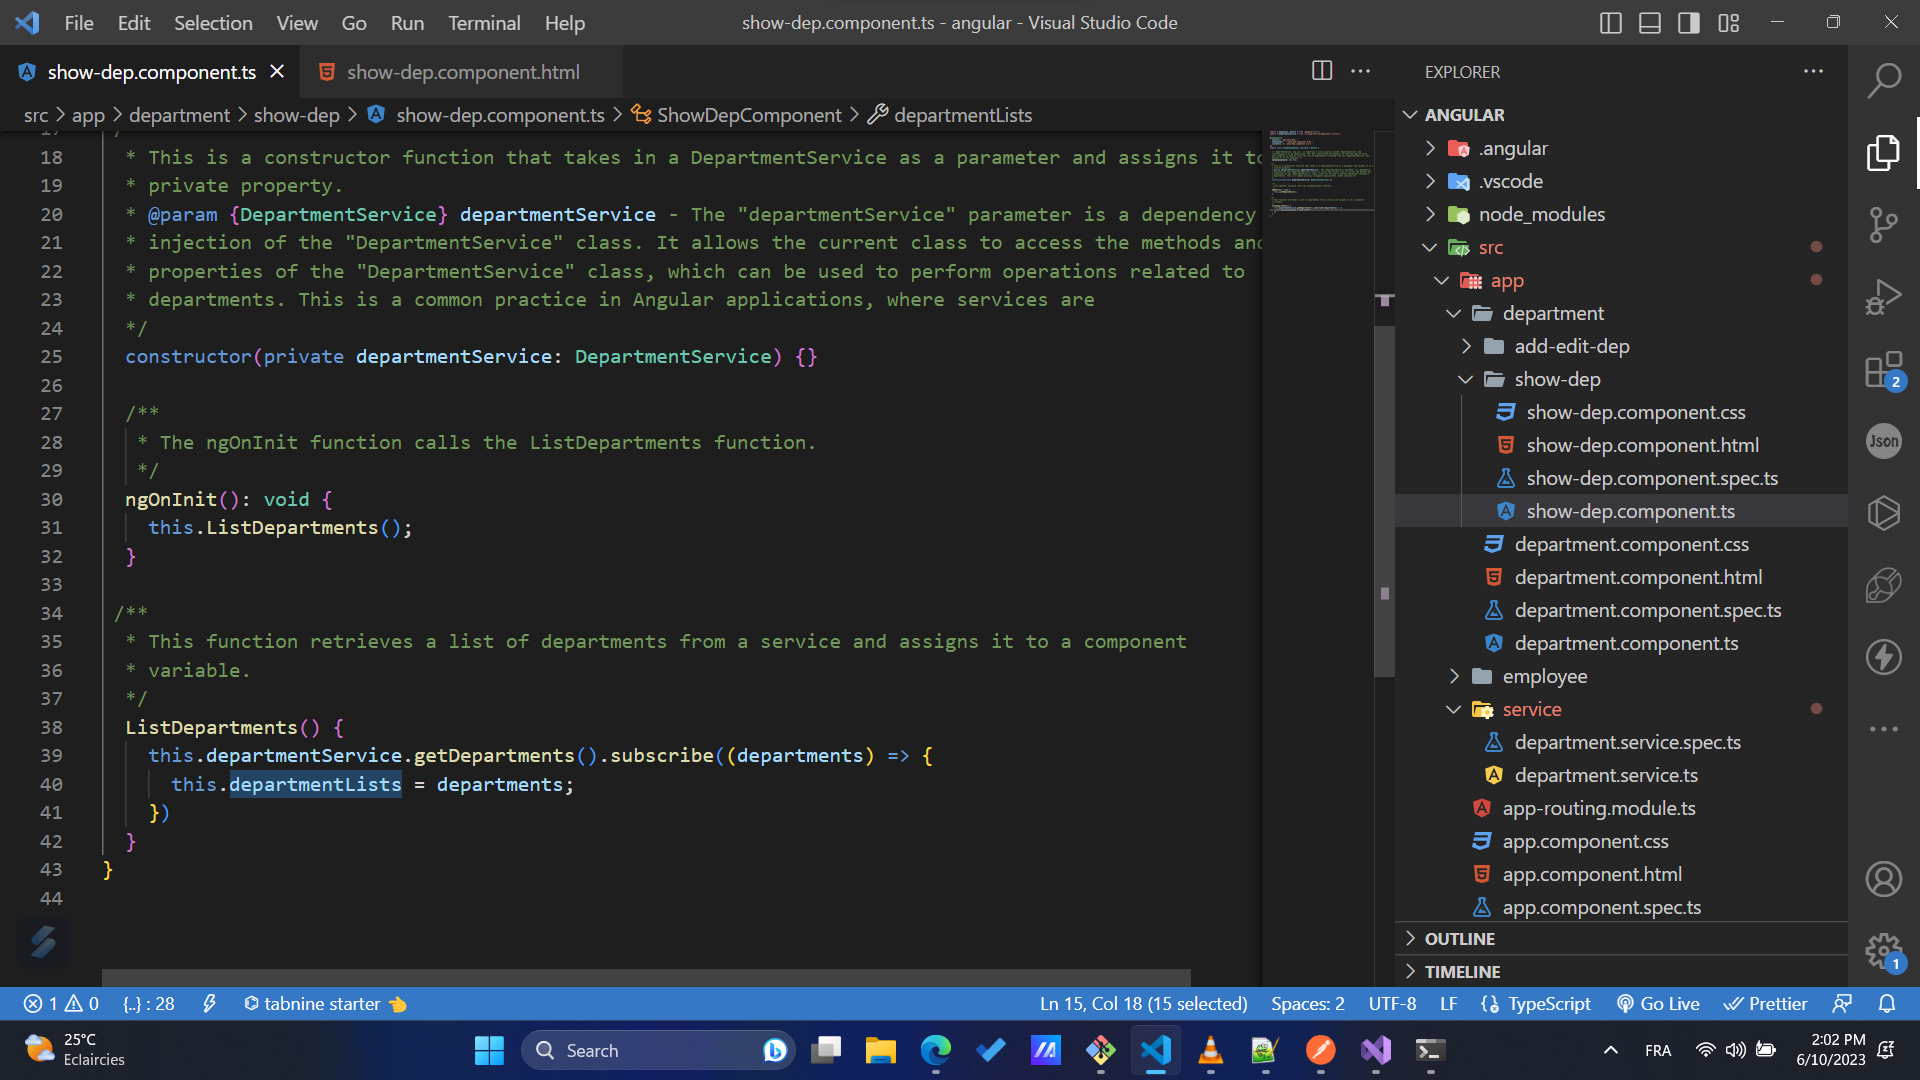 File Edit Selection View Go Run Terminal Help
show-dep.component.ts - angular - Visual Studio Code
show-dep.component.ts
show-dep.component.html
src > app > department > show-dep > show-dep.component.ts > ShowDepComponent > departmentLists
18 * This is a constructor function that takes in a DepartmentService as a parameter and assigns it to
19 * private property.
20 * @param {DepartmentService} departmentService - The "departmentService" parameter is a dependency
21 * injection of the "DepartmentService" class. It allows the current class to access the methods and
22 * properties of the "DepartmentService" class, which can be used to perform operations related to
23 * departments. This is a common practice in Angular applications, where services are
24 */
25 constructor(private departmentService: DepartmentService) {}
26
27 /**
28 * The ngOnInit function calls the ListDepartments function.
29 */
30 ngOnInit(): void {
31 this.ListDepartments();
32 }
33
34 /**
35 * This function retrieves a list of departments from a service and assigns it to a component
36 * variable.
37 */
38 ListDepartments() {
39 this.departmentService.getDepartments().subscribe((departments) => {
40 this.departmentLists = departments;
41 })
42 }
43 }
44
EXPLORER
ANGULAR
.angular
.vscode
node_modules
src
app
department
add-edit-dep
show-dep
show-dep.component.css
show-dep.component.html
show-dep.component.spec.ts
show-dep.component.ts
department.component.css
department.component.html
department.component.spec.ts
department.component.ts
employee
service
department.service.spec.ts
department.service.ts
app-routing.module.ts
app.component.css
app.component.html
app.component.spec.ts
OUTLINE
TIMELINE
2
Json
1
1 0 {..} : 28 tabnine starter
Ln 15, Col 18 (15 selected) Spaces: 2 UTF-8 LF TypeScript Go Live Prettier
25°C
Eclaircies
Search
FRA
2:02 PM
6/10/2023